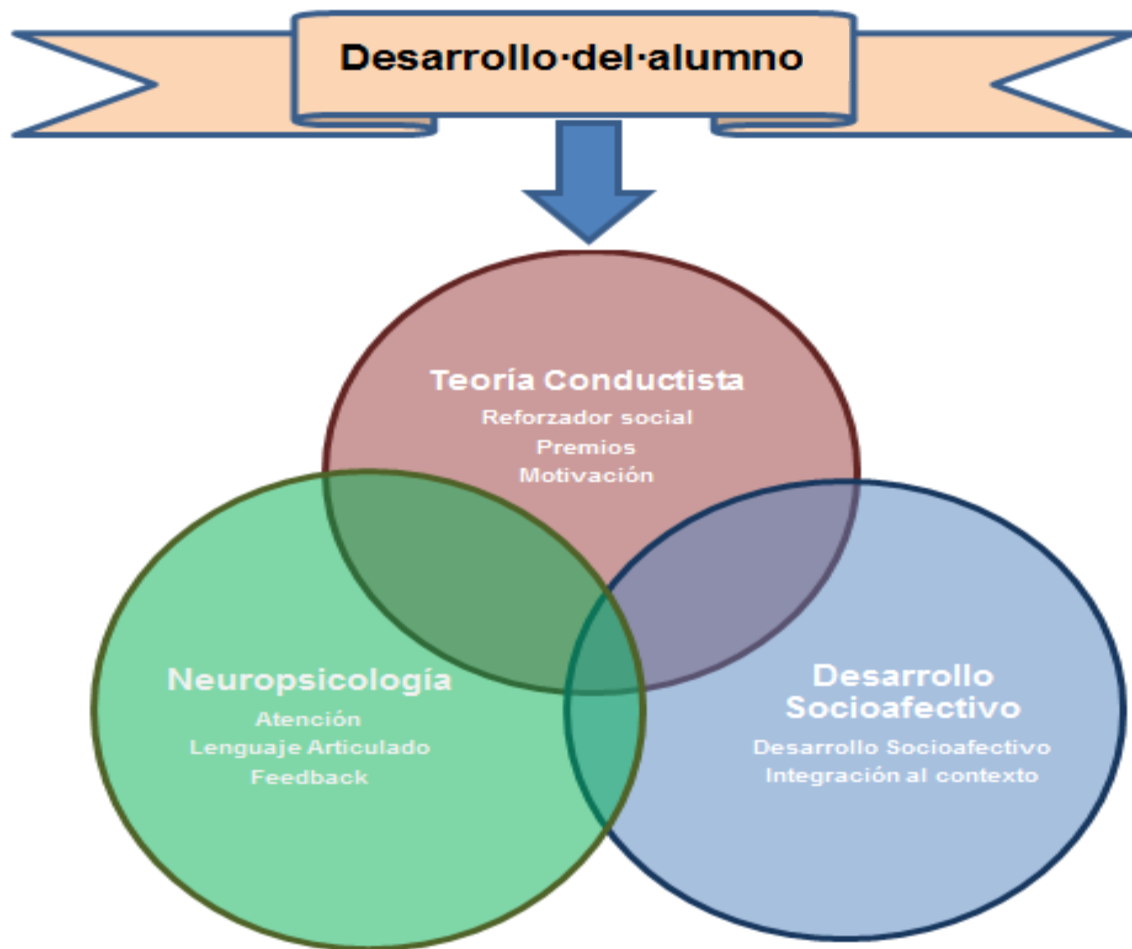 Desarrollo·del·alumno
Teoría Conductista
Reforzador social
Premios
Motivación
Neuropsicología
Atención
Lenguaje Articulado
Feedback
Desarrollo
Socioafectivo
Desarrollo Socioafectivo
Integración al contexto